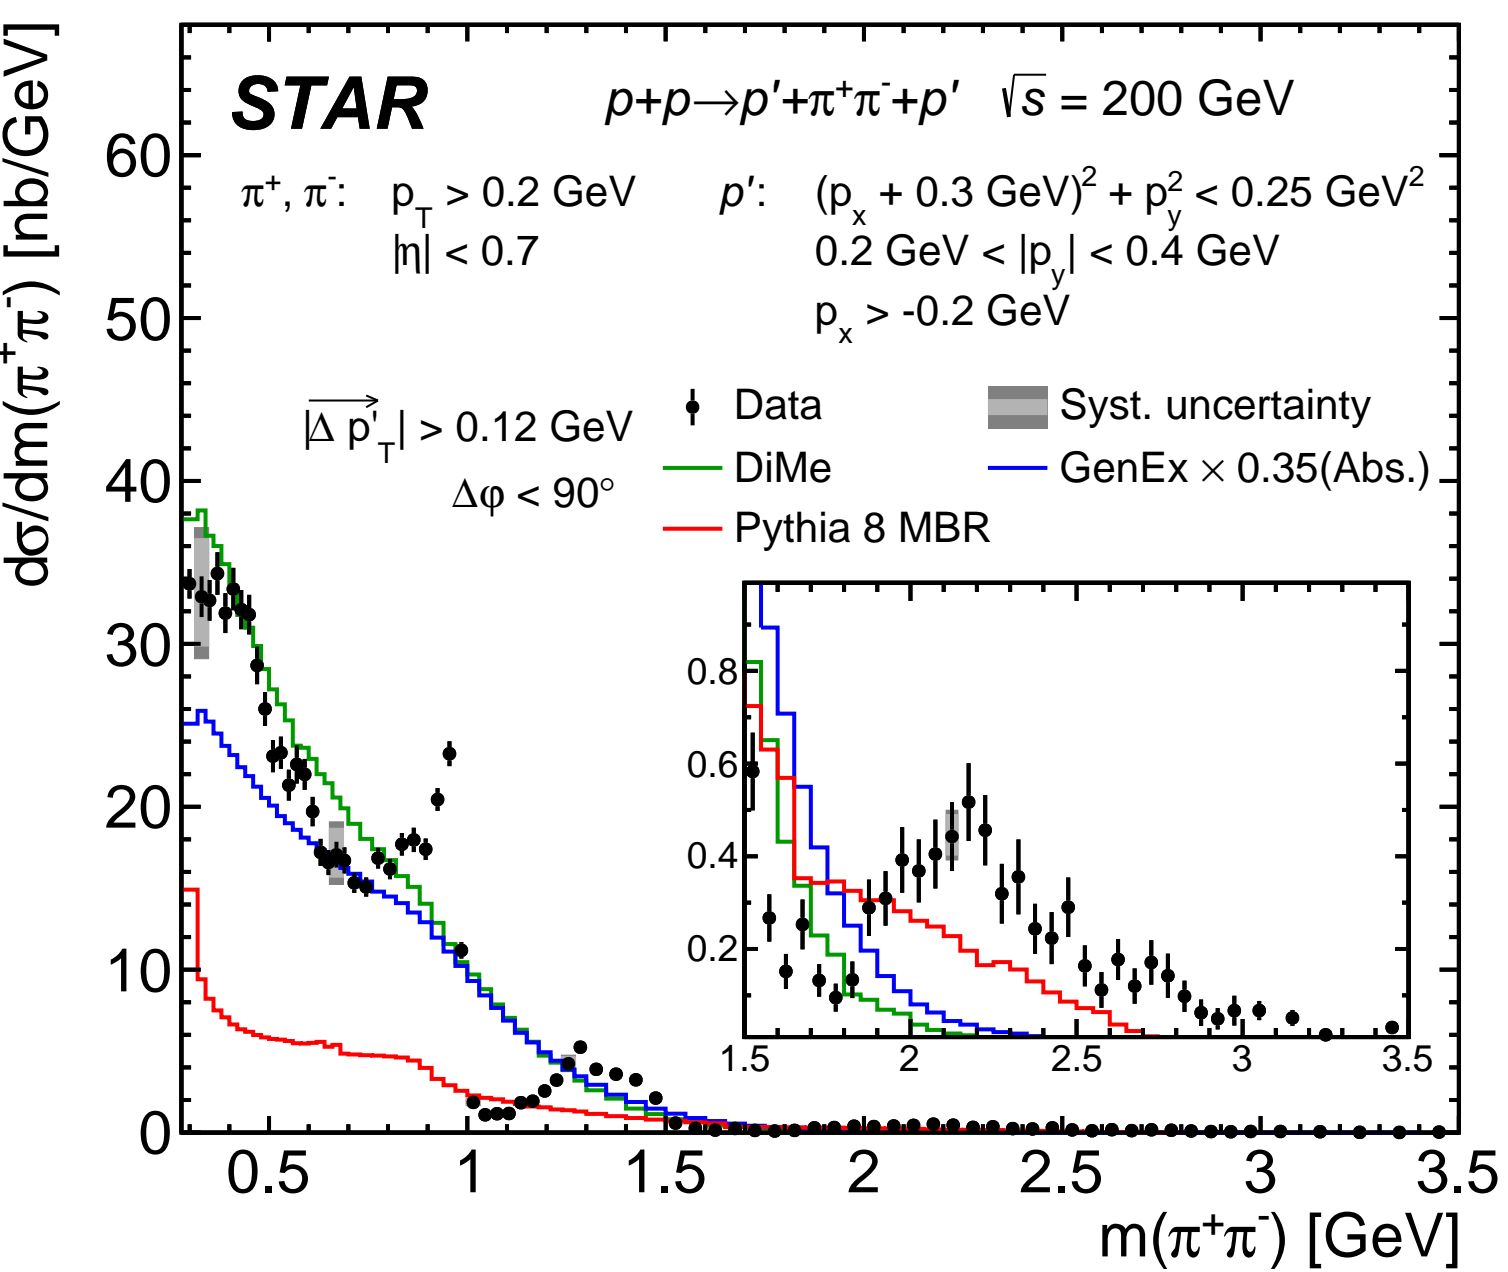 STAR p+p→p′+π⁺π⁻+p′ √s = 200 GeV
π⁺, π⁻: p_T > 0.2 GeV p′: (p_x + 0.3 GeV)² + p_y² < 0.25 GeV²
|η| < 0.7 0.2 GeV < |p_y| < 0.4 GeV
p_x > -0.2 GeV
|Δ p'_T| > 0.12 GeV
Δφ < 90°
Data
Syst. uncertainty
DiMe
GenEx × 0.35(Abs.)
Pythia 8 MBR
dσ/dm(π⁺π⁻) [nb/GeV]
60
50
40
30
20
10
0
0.8
0.6
0.4
0.2
1.5 2 2.5 3 3.5
0.5 1 1.5 2 2.5 3 3.5
m(π⁺π⁻) [GeV]